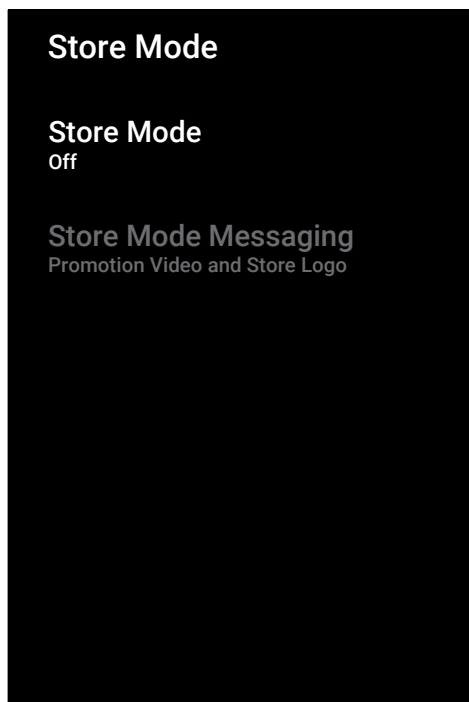 Store Mode
Store Mode
Off
Store Mode Messaging
Promotion Video and Store Logo